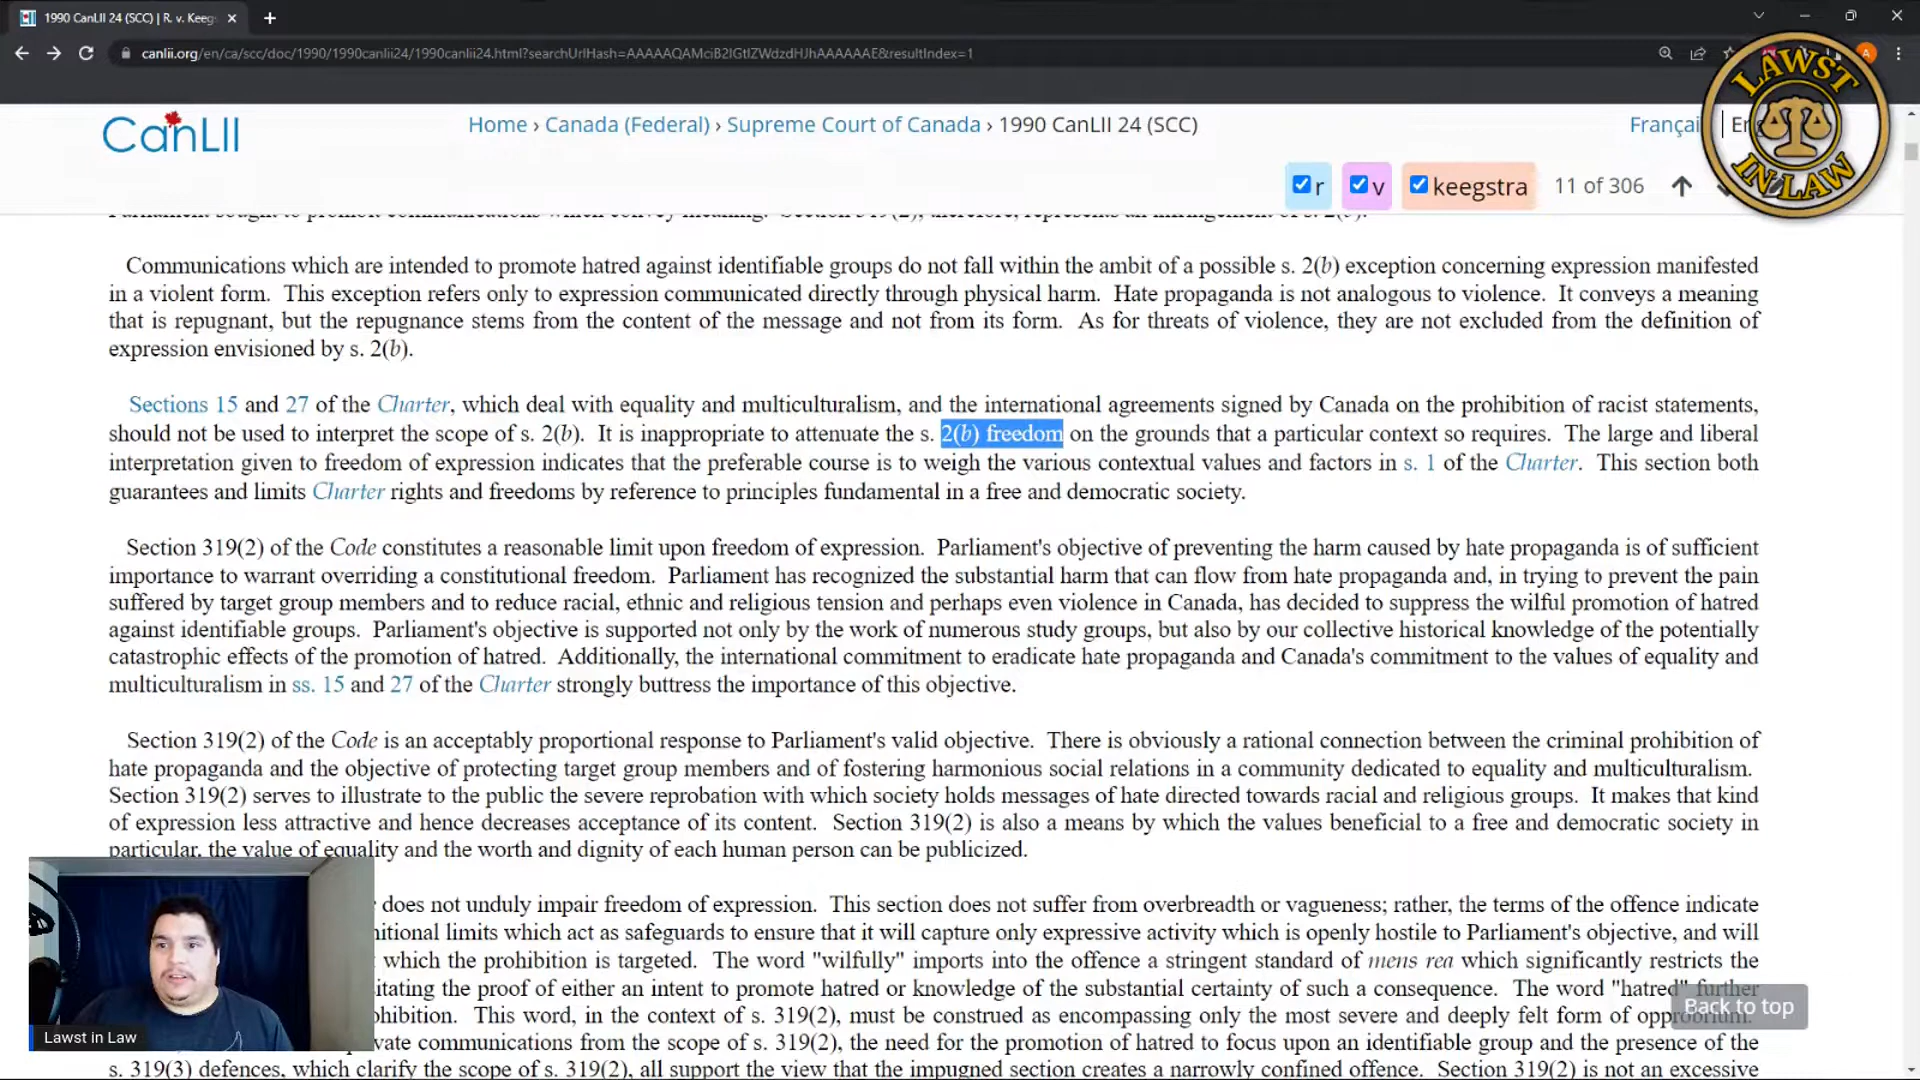 1990 CanLII 24 (SCC) | R. v. Keegs
canlii.org/en/ca/scc/doc/1990/1990canlii24/1990canlii24.html?searchUrlHash=AAAAAQAMciB2IGtlZWdzdHJhAAAAAAE&resultIndex=1
A
LAWST
IN LAW
CanLII
Home › Canada (Federal) › Supreme Court of Canada › 1990 CanLII 24 (SCC)
Françai
r v keegstra 11 of 306
Communications which are intended to promote hatred against identifiable groups do not fall within the ambit of a possible s. 2(b) exception concerning expression manifested
in a violent form. This exception refers only to expression communicated directly through physical harm. Hate propaganda is not analogous to violence. It conveys a meaning
that is repugnant, but the repugnance stems from the content of the message and not from its form. As for threats of violence, they are not excluded from the definition of
expression envisioned by s. 2(b).
Sections 15 and 27 of the Charter, which deal with equality and multiculturalism, and the international agreements signed by Canada on the prohibition of racist statements,
should not be used to interpret the scope of s. 2(b). It is inappropriate to attenuate the s. 2(b) freedom on the grounds that a particular context so requires. The large and liberal
interpretation given to freedom of expression indicates that the preferable course is to weigh the various contextual values and factors in s. 1 of the Charter. This section both
guarantees and limits Charter rights and freedoms by reference to principles fundamental in a free and democratic society.
Section 319(2) of the Code constitutes a reasonable limit upon freedom of expression. Parliament's objective of preventing the harm caused by hate propaganda is of sufficient
importance to warrant overriding a constitutional freedom. Parliament has recognized the substantial harm that can flow from hate propaganda and, in trying to prevent the pain
suffered by target group members and to reduce racial, ethnic and religious tension and perhaps even violence in Canada, has decided to suppress the wilful promotion of hatred
against identifiable groups. Parliament's objective is supported not only by the work of numerous study groups, but also by our collective historical knowledge of the potentially
catastrophic effects of the promotion of hatred. Additionally, the international commitment to eradicate hate propaganda and Canada's commitment to the values of equality and
multiculturalism in ss. 15 and 27 of the Charter strongly buttress the importance of this objective.
Section 319(2) of the Code is an acceptably proportional response to Parliament's valid objective. There is obviously a rational connection between the criminal prohibition of
hate propaganda and the objective of protecting target group members and of fostering harmonious social relations in a community dedicated to equality and multiculturalism.
Section 319(2) serves to illustrate to the public the severe reprobation with which society holds messages of hate directed towards racial and religious groups. It makes that kind
of expression less attractive and hence decreases acceptance of its content. Section 319(2) is also a means by which the values beneficial to a free and democratic society in
particular, the value of equality and the worth and dignity of each human person can be publicized.
does not unduly impair freedom of expression. This section does not suffer from overbreadth or vagueness; rather, the terms of the offence indicate
limits which act as safeguards to ensure that it will capture only expressive activity which is openly hostile to Parliament's objective, and will
which the prohibition is targeted. The word "wilfully" imports into the offence a stringent standard of mens rea which significantly restricts the
the proof of either an intent to promote hatred or knowledge of the substantial certainty of such a consequence. The word "hatred" further
This word, in the context of s. 319(2), must be construed as encompassing only the most severe and deeply felt form of
communications from the scope of s. 319(2), the need for the promotion of hatred to focus upon an identifiable group and the presence of the
s. 319(3) defences, which clarify the scope of s. 319(2), all support the view that the impugned section creates a narrowly confined offence. Section 319(2) is not an excessive
Back to top
Lawst in Law